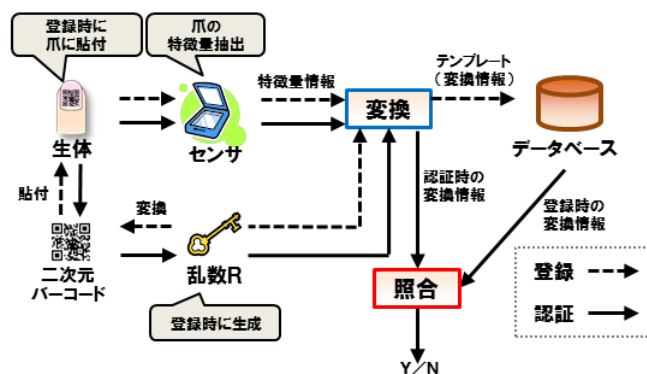 登録時に
爪に貼付
爪の
特徴量抽出
特徴量情報
テンプレート
（変換情報）
変換
生体
センサ
データベース
貼付
変換
認証時の
変換情報
登録時の
変換情報
二次元
バーコード
乱数R
登録時に生成
照合
登録
認証
Y／N